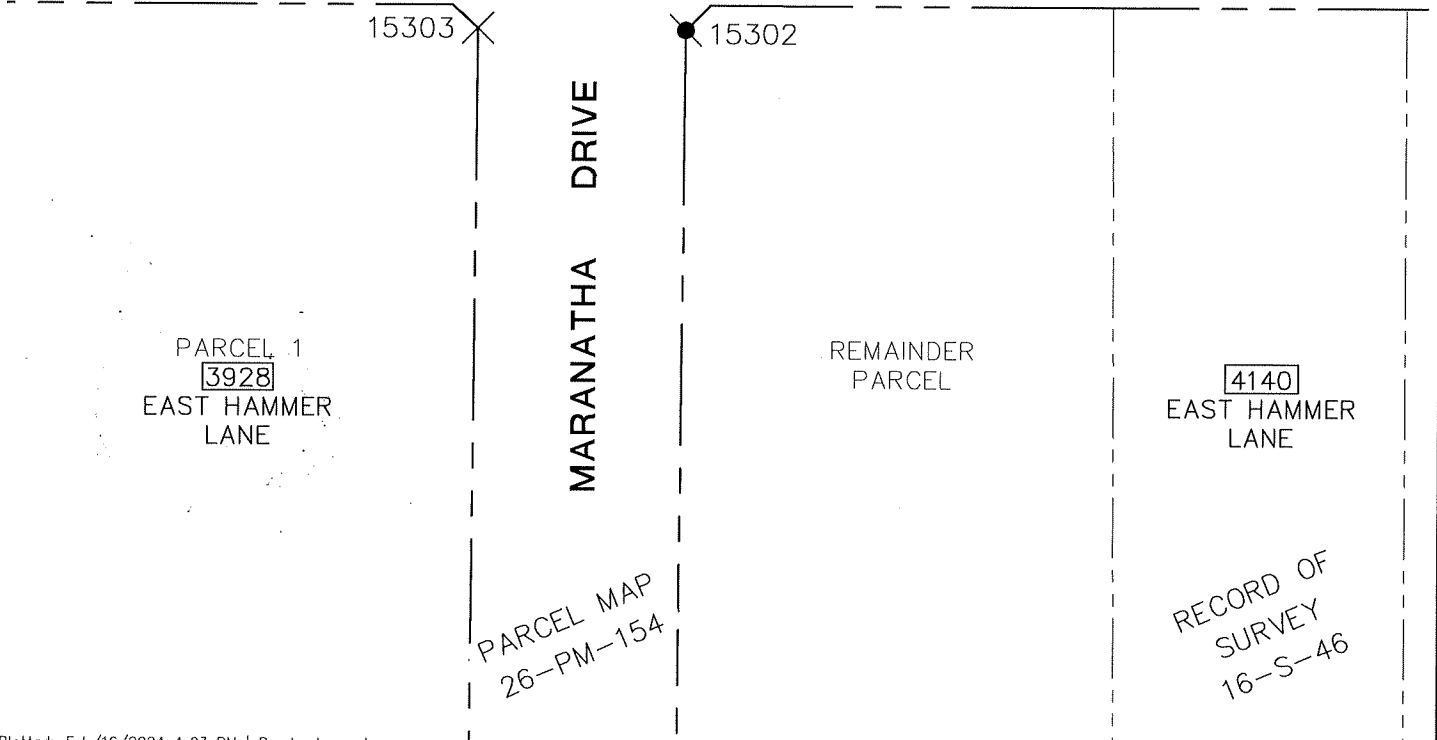 15303
15302
MARANATHA DRIVE
PARCEL 1
3928
EAST HAMMER
LANE
REMAINDER
PARCEL
4140
EAST HAMMER
LANE
PARCEL MAP
26-PM-154
RECORD OF
SURVEY
16-S-46